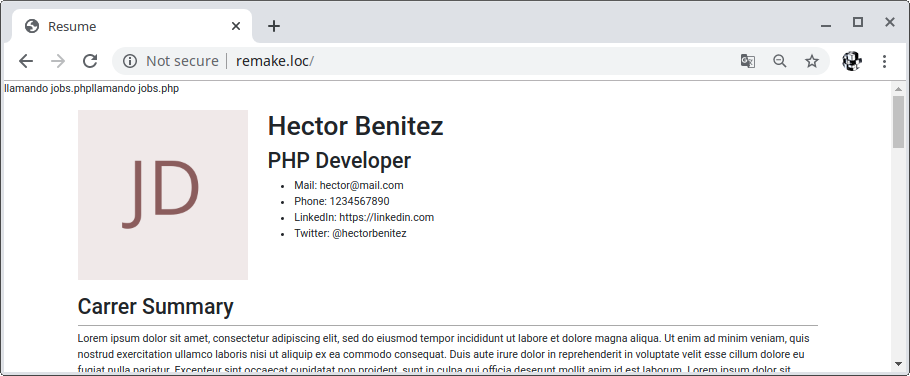 Resume
Not secure
remake.loc/
llamando jobs.phpllamando jobs.php
JD
Hector Benitez
PHP Developer
Mail: hector@mail.com
Phone: 1234567890
LinkedIn: https://linkedin.com
Twitter: @hectorbenitez
Carrer Summary
Lorem ipsum dolor sit amet, consectetur adipiscing elit, sed do eiusmod tempor incididunt ut labore et dolore magna aliqua. Ut enim ad minim veniam, quis
nostrud exercitation ullamco laboris nisi ut aliquip ex ea commodo consequat. Duis aute irure dolor in reprehenderit in voluptate velit esse cillum dolore eu
fugiat nulla pariatur. Excepteur sint occaecat cupidatat non proident, sunt in culpa qui officia deserunt mollit anim id est laborum. Lorem ipsum dolor sit